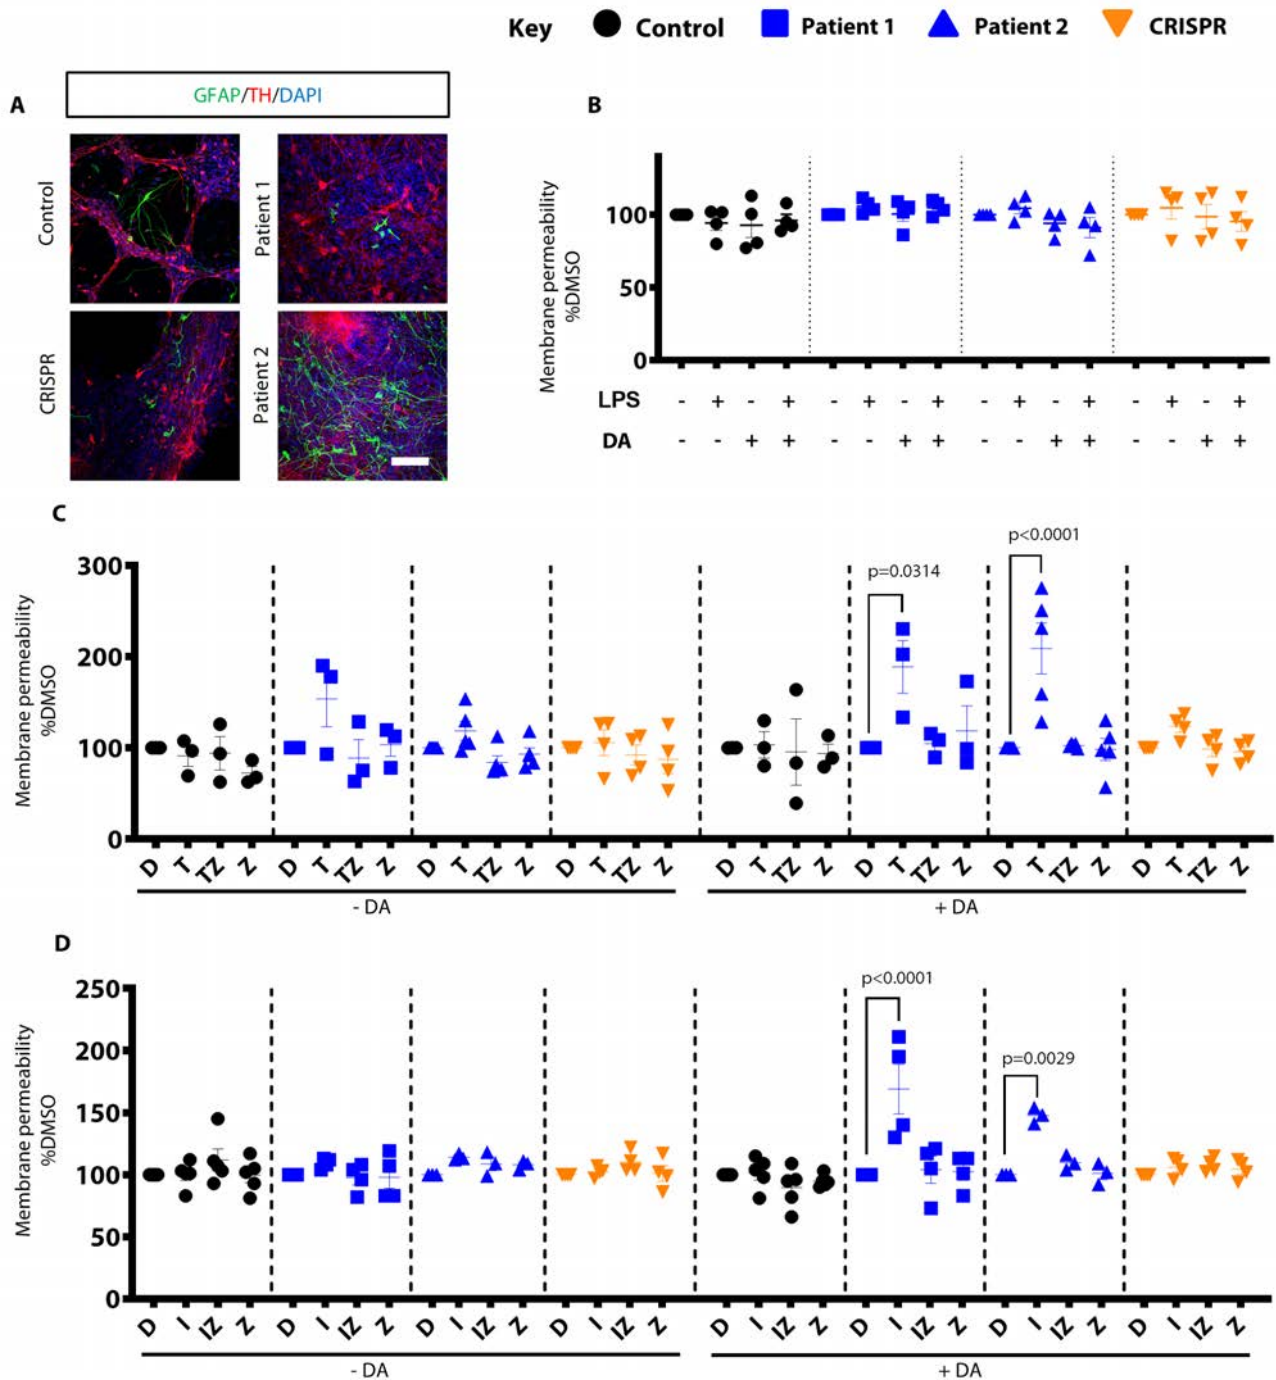 Key Control Patient 1 Patient 2 CRISPR
A
GFAP/TH/DAPI
Control
Patient 1
CRISPR
Patient 2
B
Membrane permeability
%DMSO
100
50
0
LPS - + - + - + - + - + - + - + - +
DA - - + + - - + + - - + + - - + +
C
Membrane permeability
%DMSO
300
200
100
0
p=0.0314
p<0.0001
D T TZ Z D T TZ Z D T TZ Z D T TZ Z D T TZ Z D T TZ Z D T TZ Z D T TZ Z
- DA + DA
D
Membrane permeability
%DMSO
250
200
150
100
50
0
p<0.0001
p=0.0029
D I IZ Z D I IZ Z D I IZ Z D I IZ Z D I IZ Z D I IZ Z D I IZ Z D I IZ Z
- DA + DA